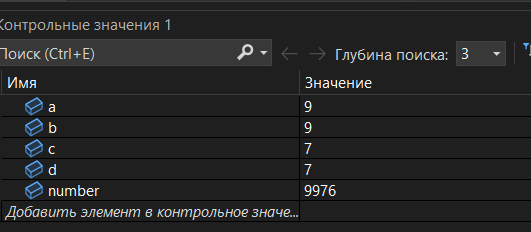 Контрольные значения 1
Поиск (Ctrl+E) Глубина поиска: 3
Имя Значение
a 9
b 9
c 7
d 7
number 9976
Добавить элемент в контрольное значе...